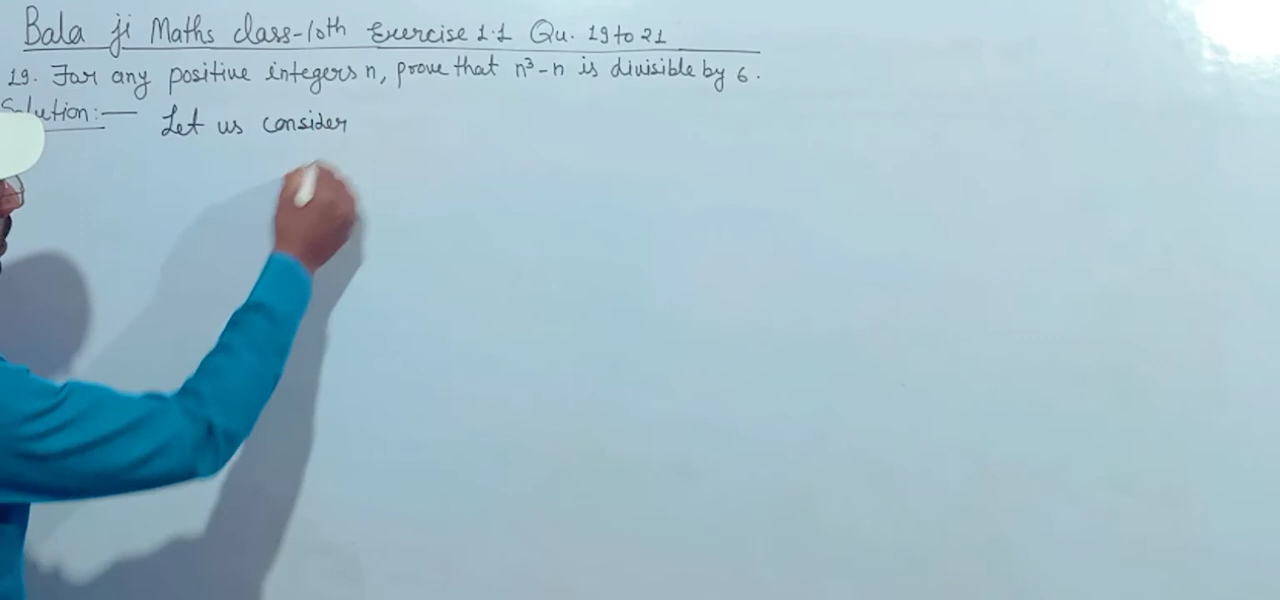 Bala ji Maths class-10th Exercise 1.1 Qu. 19 to 21
19. For any positive integers n, prove that n³-n is divisible by 6.
Solution:— Let us consider